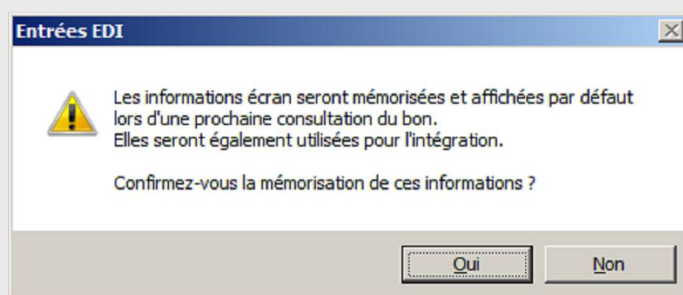 Entrées EDI
Les informations écran seront mémorisées et affichées par défaut
lors d'une prochaine consultation du bon.
Elles seront également utilisées pour l'intégration.
Confirmez-vous la mémorisation de ces informations ?
Oui
Non